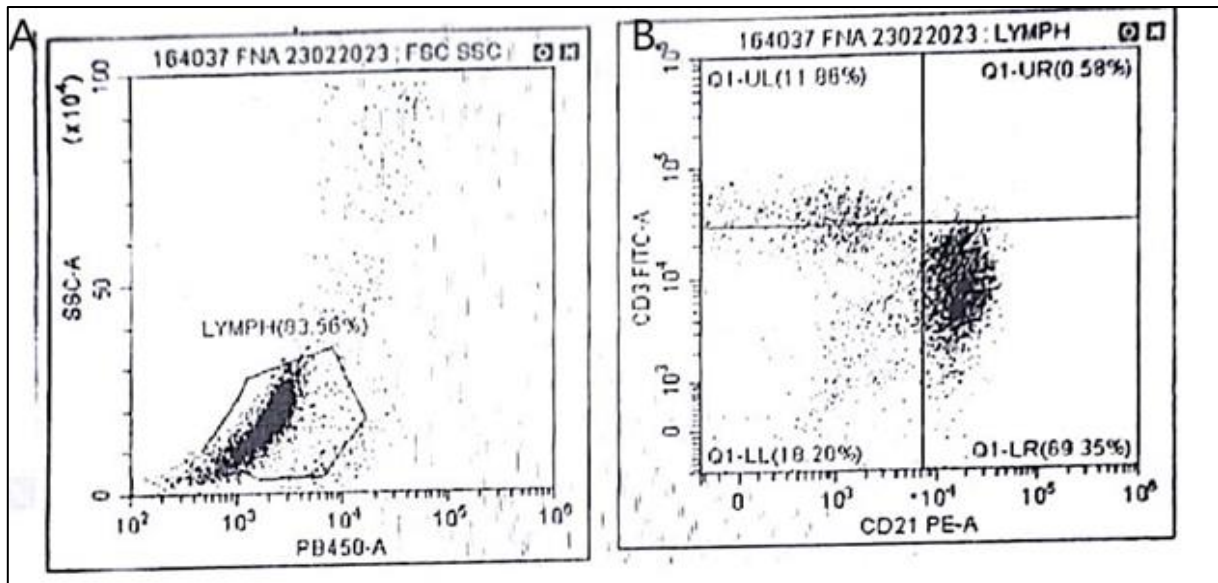 A
164037 FNA 23022023 : FSC SSC
(x10⁴)
100
SSC-A
50
LYMPH(83.56%)
0
10² 10³ 10⁴ 10⁵ 10⁶
PB450-A
B
164037 FNA 23022023 : LYMPH
Q1-UL(11.86%) Q1-UR(0.58%)
10⁶
10⁵
CD3 FITC-A
10⁴
10³
0
Q1-LL(18.20%) Q1-LR(69.35%)
0 10³ 10⁴ 10⁵ 10⁶
CD21 PE-A